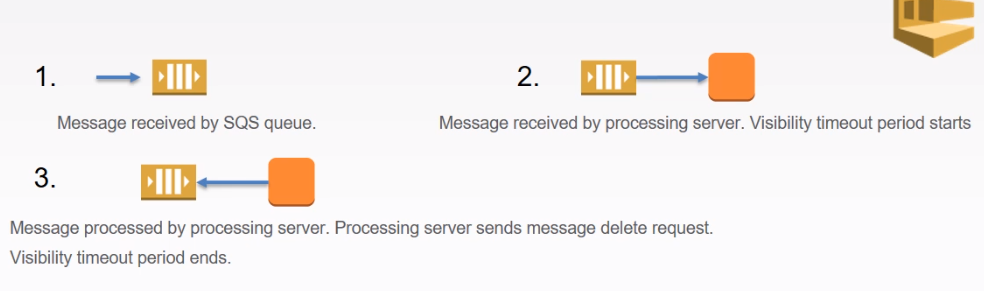 1.
Message received by SQS queue.
2.
Message received by processing server. Visibility timeout period starts
3.
Message processed by processing server. Processing server sends message delete request.
Visibility timeout period ends.